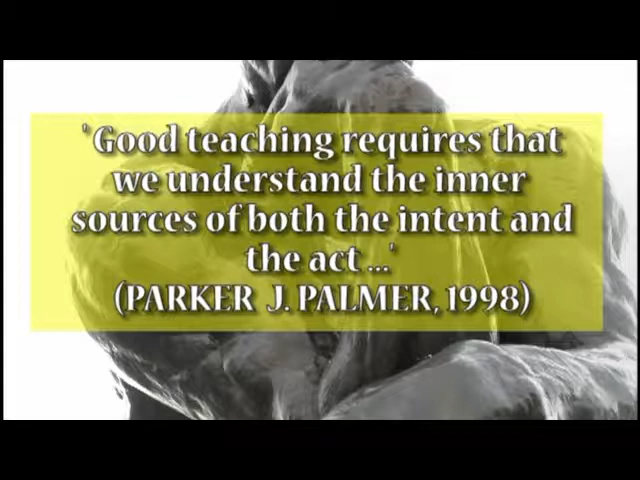 'Good teaching requires that
we understand the inner
sources of both the intent and
the act ...'
(PARKER J. PALMER, 1998)